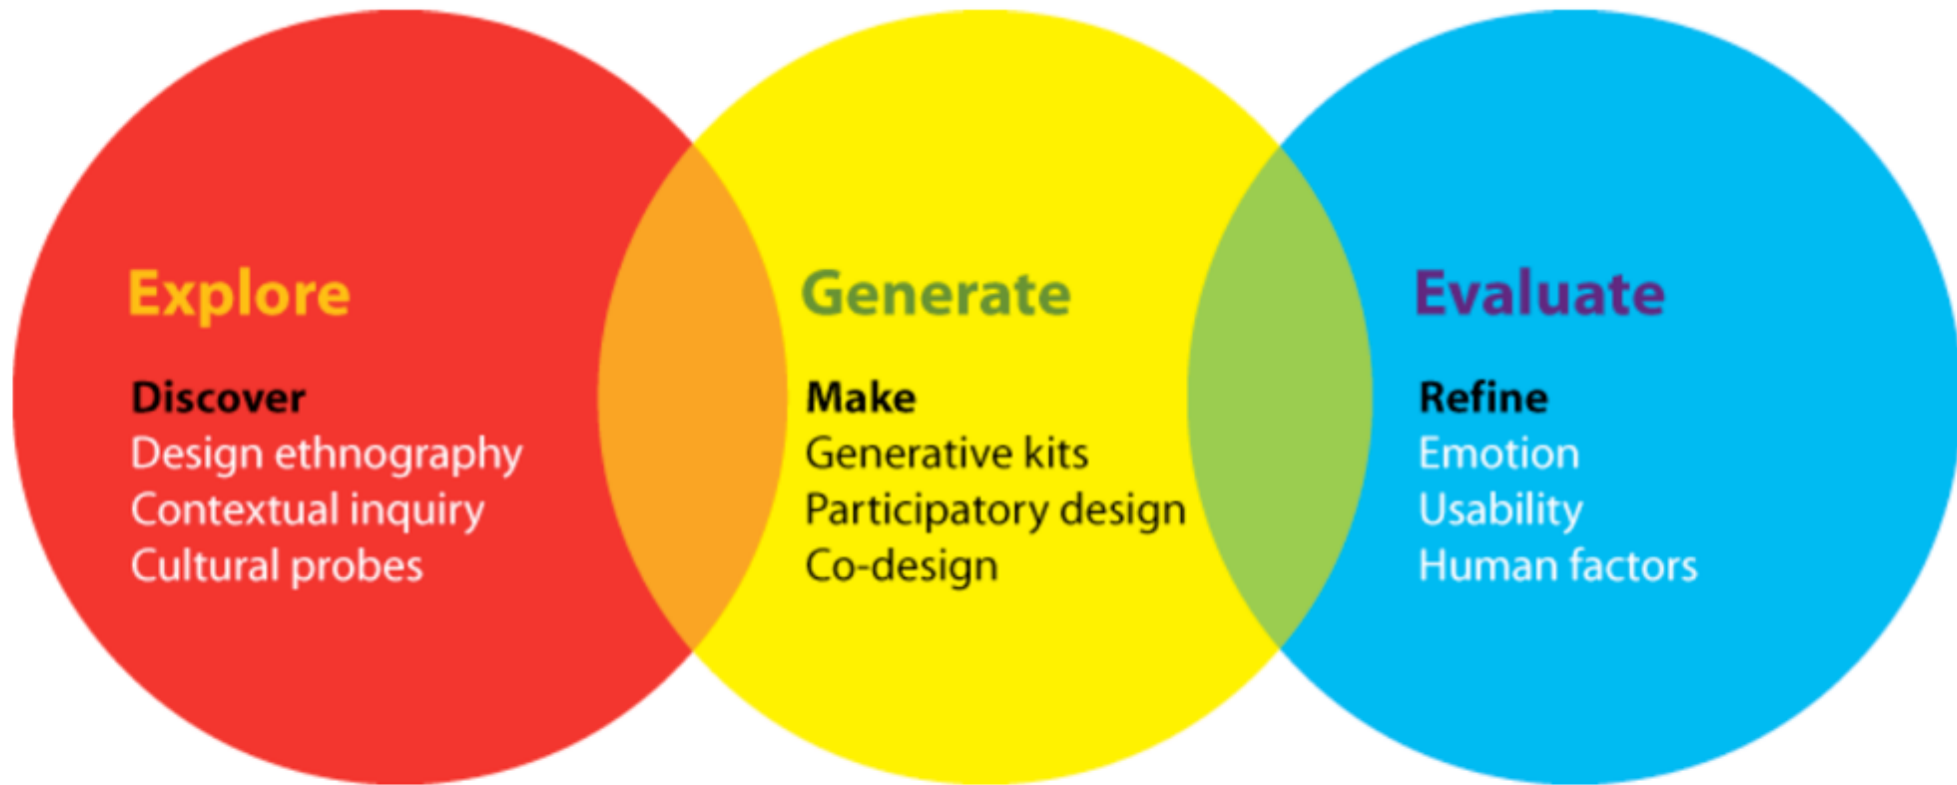 Explore
Discover
Design ethnography
Contextual inquiry
Cultural probes
Generate
Make
Generative kits
Participatory design
Co-design
Evaluate
Refine
Emotion
Usability
Human factors